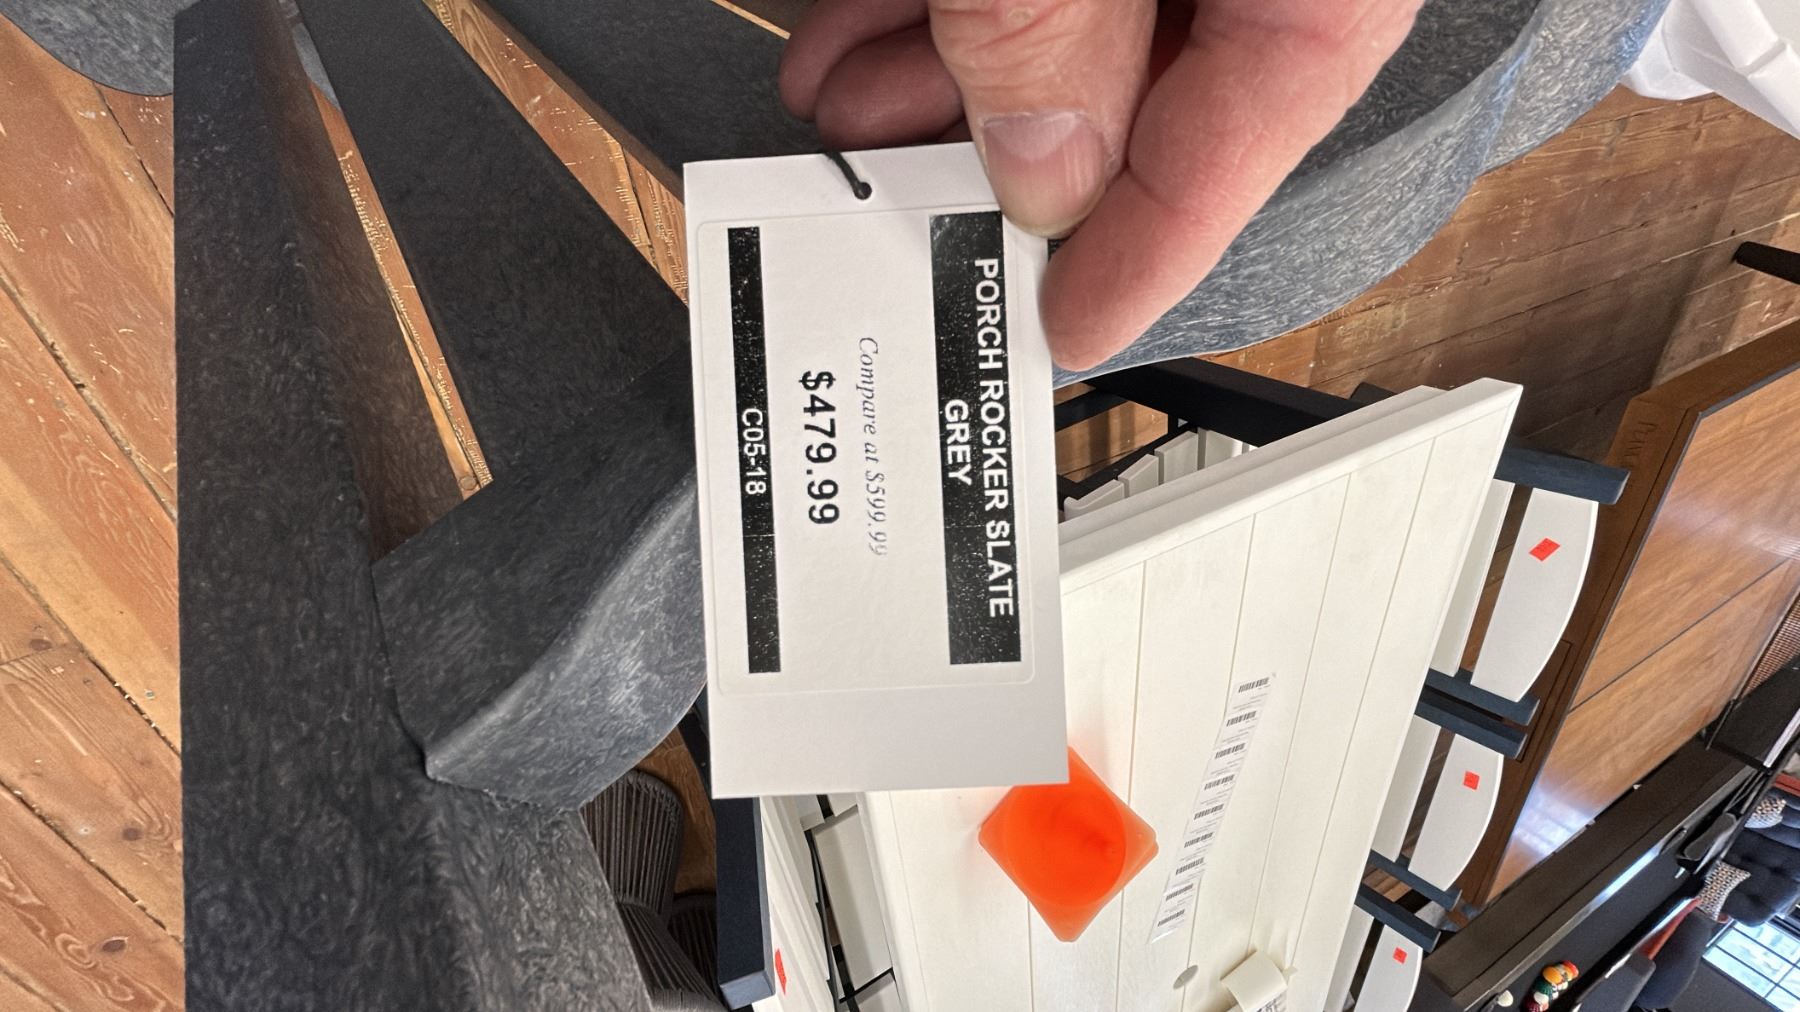 PORCH ROCKER SLATE
GREY
Compare at $599.99
$479.99
C05-18